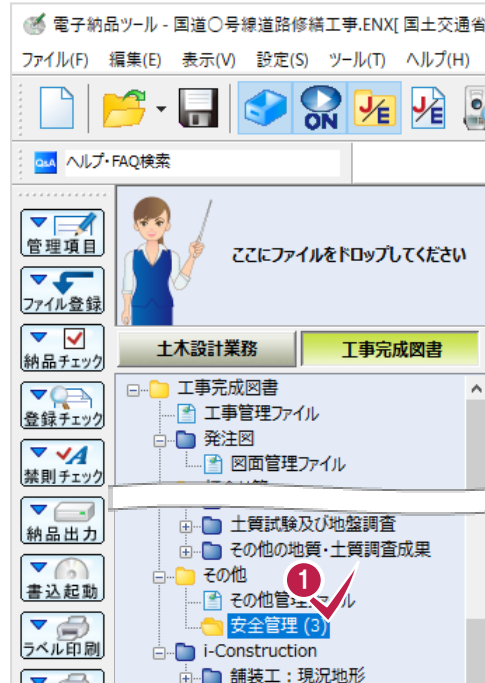 電子納品ツール - 国道〇号線道路修繕工事.ENX[ 国土交通省
ファイル(F) 編集(E) 表示(V) 設定(S) ツール(T) ヘルプ(H)
ON J/E J/E
Q&A ヘルプ・FAQ検索
管理項目
ファイル登録
納品チェック
登録チェック
禁則チェック
納品出力
書込起動
ラベル印刷
ここにファイルをドロップしてください
土木設計業務 工事完成図書
工事完成図書
工事管理ファイル
発注図
図面管理ファイル
土質試験及び地盤調査
その他の地質・土質調査成果
その他
1
その他管理ファイル
安全管理 (3)
i-Construction
舗装工：現況地形